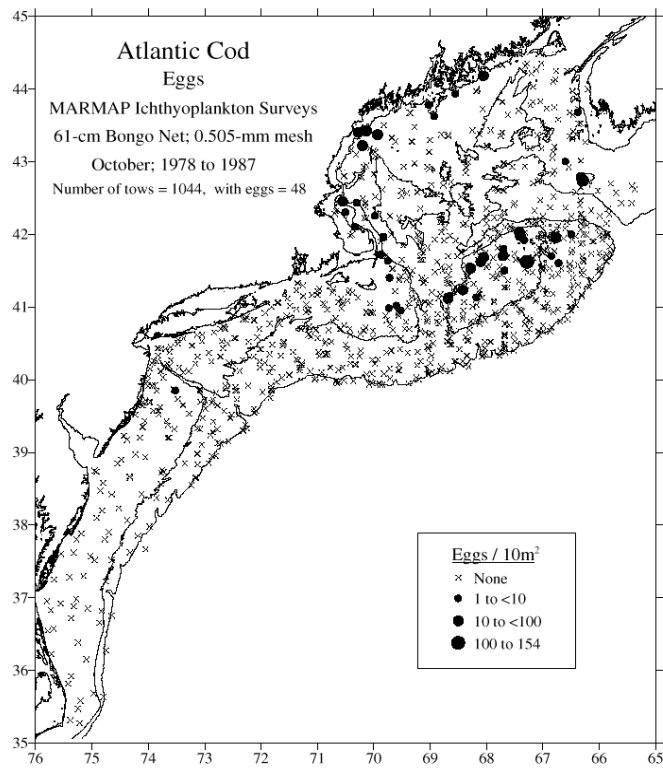 Atlantic Cod
Eggs
MARMAP Ichthyoplankton Surveys
61-cm Bongo Net; 0.505-mm mesh
October; 1978 to 1987
Number of tows = 1044, with eggs = 48
45
44
43
42
41
40
39
38
37
36
35
Eggs / 10m²
None
1 to <10
10 to <100
100 to 154
76 75 74 73 72 71 70 69 68 67 66 65